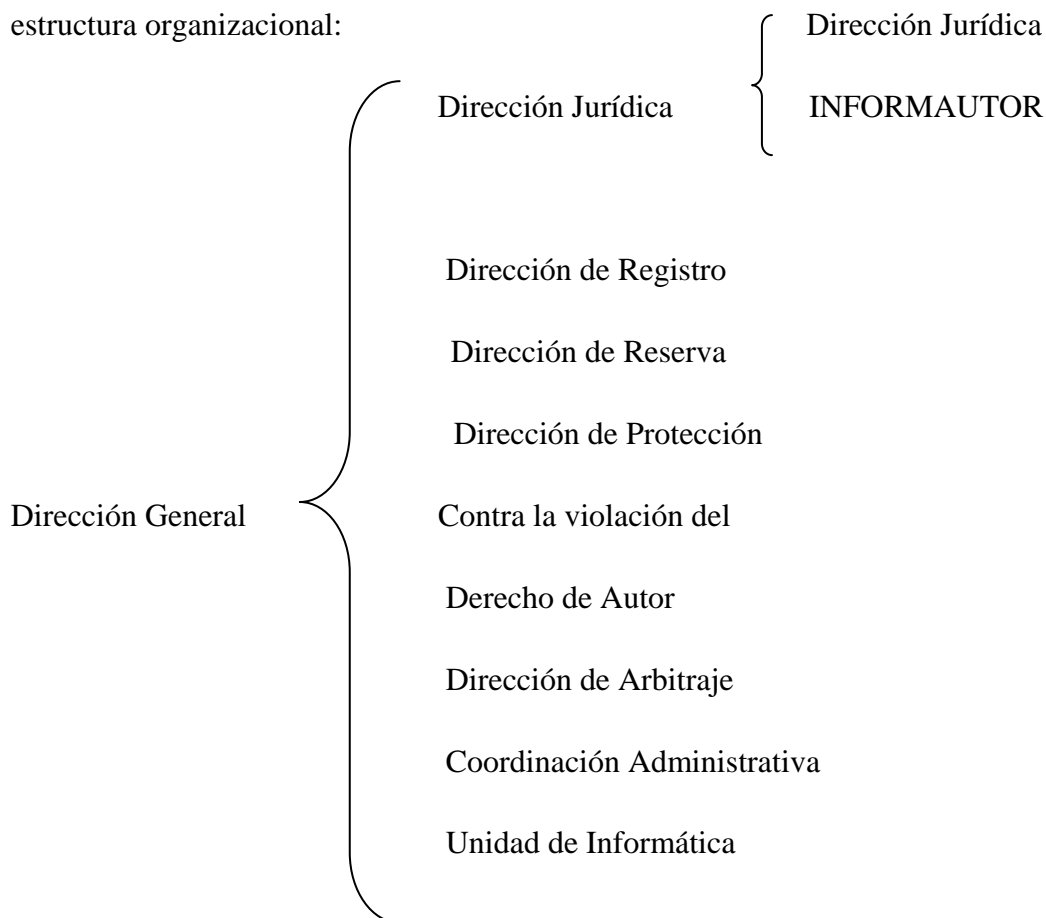 estructura organizacional:
Dirección Jurídica
Dirección Jurídica
INFORMAUTOR
Dirección de Registro
Dirección de Reserva
Dirección de Protección
Dirección General
Contra la violación del
Derecho de Autor
Dirección de Arbitraje
Coordinación Administrativa
Unidad de Informática